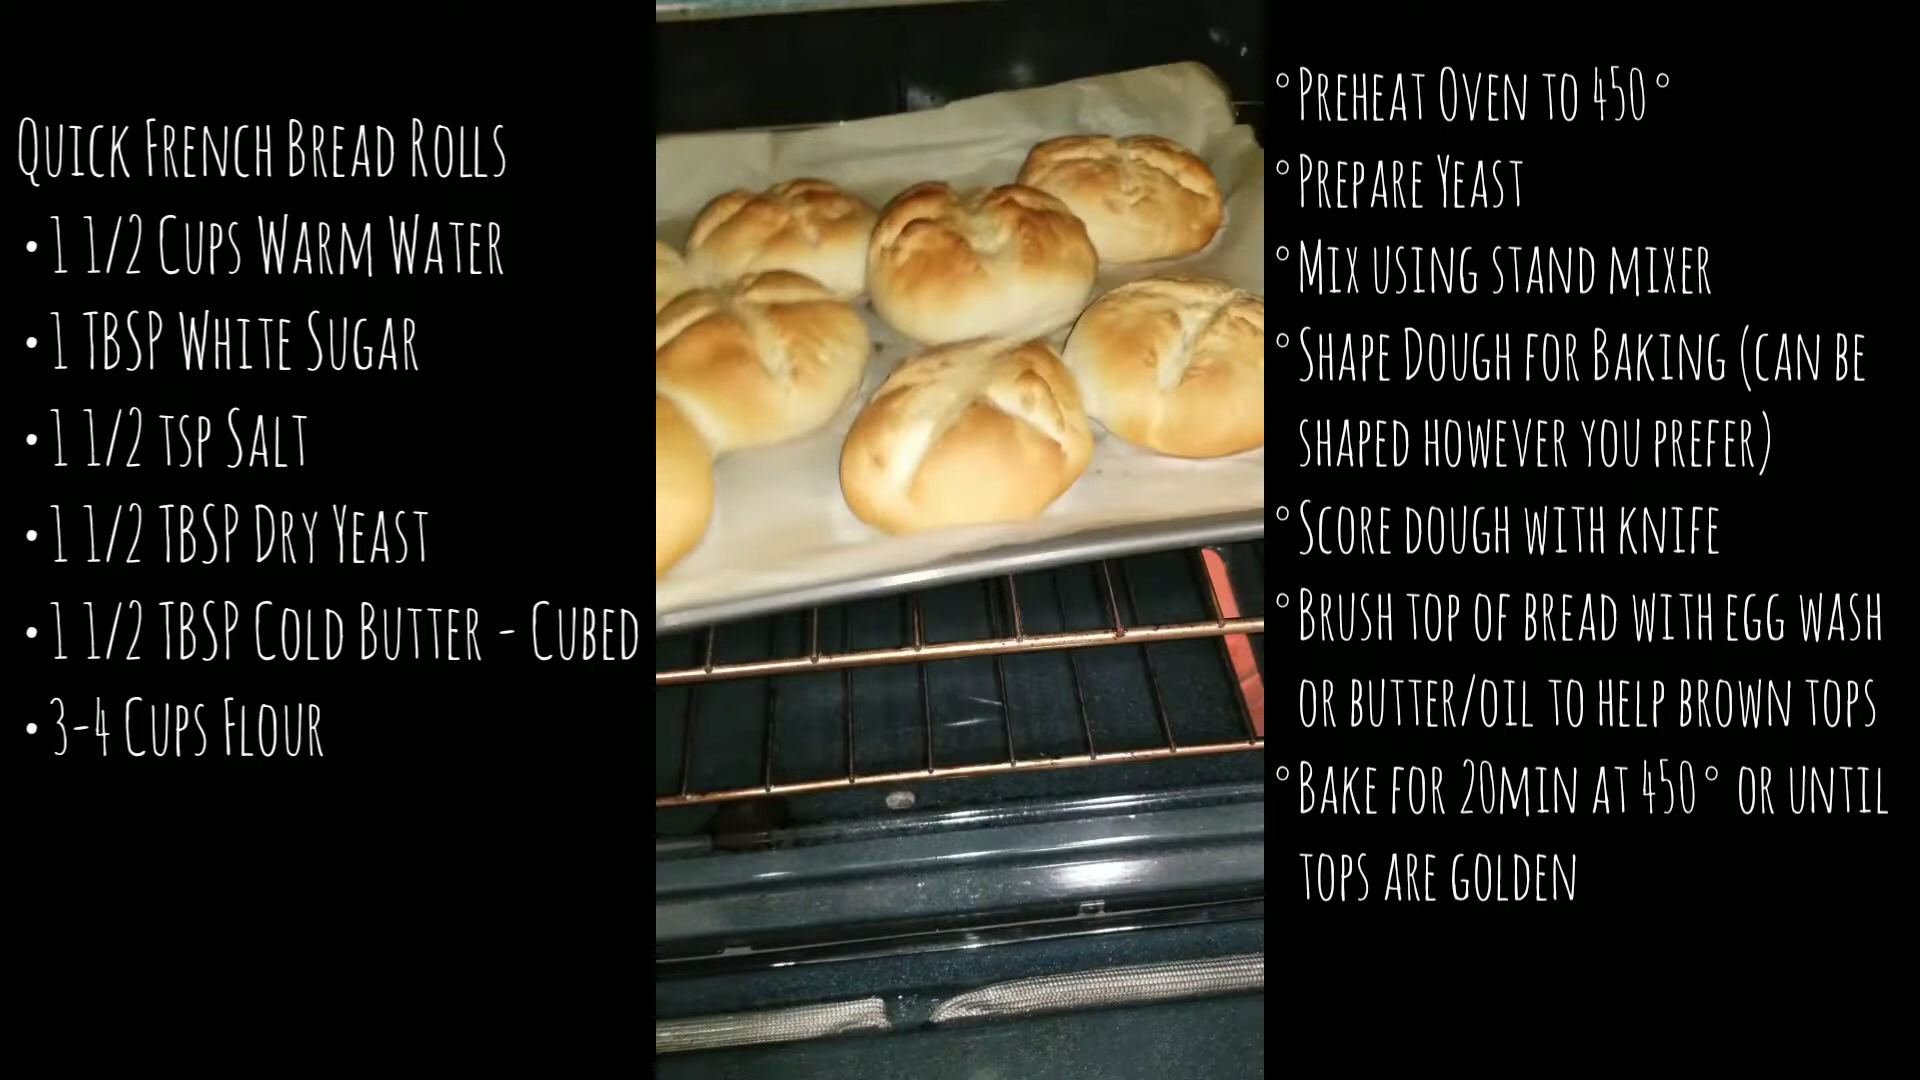 Quick French Bread Rolls
• 1 1/2 Cups Warm Water
• 1 TBSP White Sugar
• 1 1/2 tsp Salt
• 1 1/2 TBSP Dry Yeast
• 1 1/2 TBSP Cold Butter - Cubed
• 3-4 Cups Flour
°Preheat Oven to 450°
°Prepare Yeast
°Mix using stand mixer
°Shape Dough for Baking (can be
shaped however you prefer)
°Score dough with knife
°Brush top of bread with egg wash
or butter/oil to help brown tops
°Bake for 20min at 450° or until
tops are golden